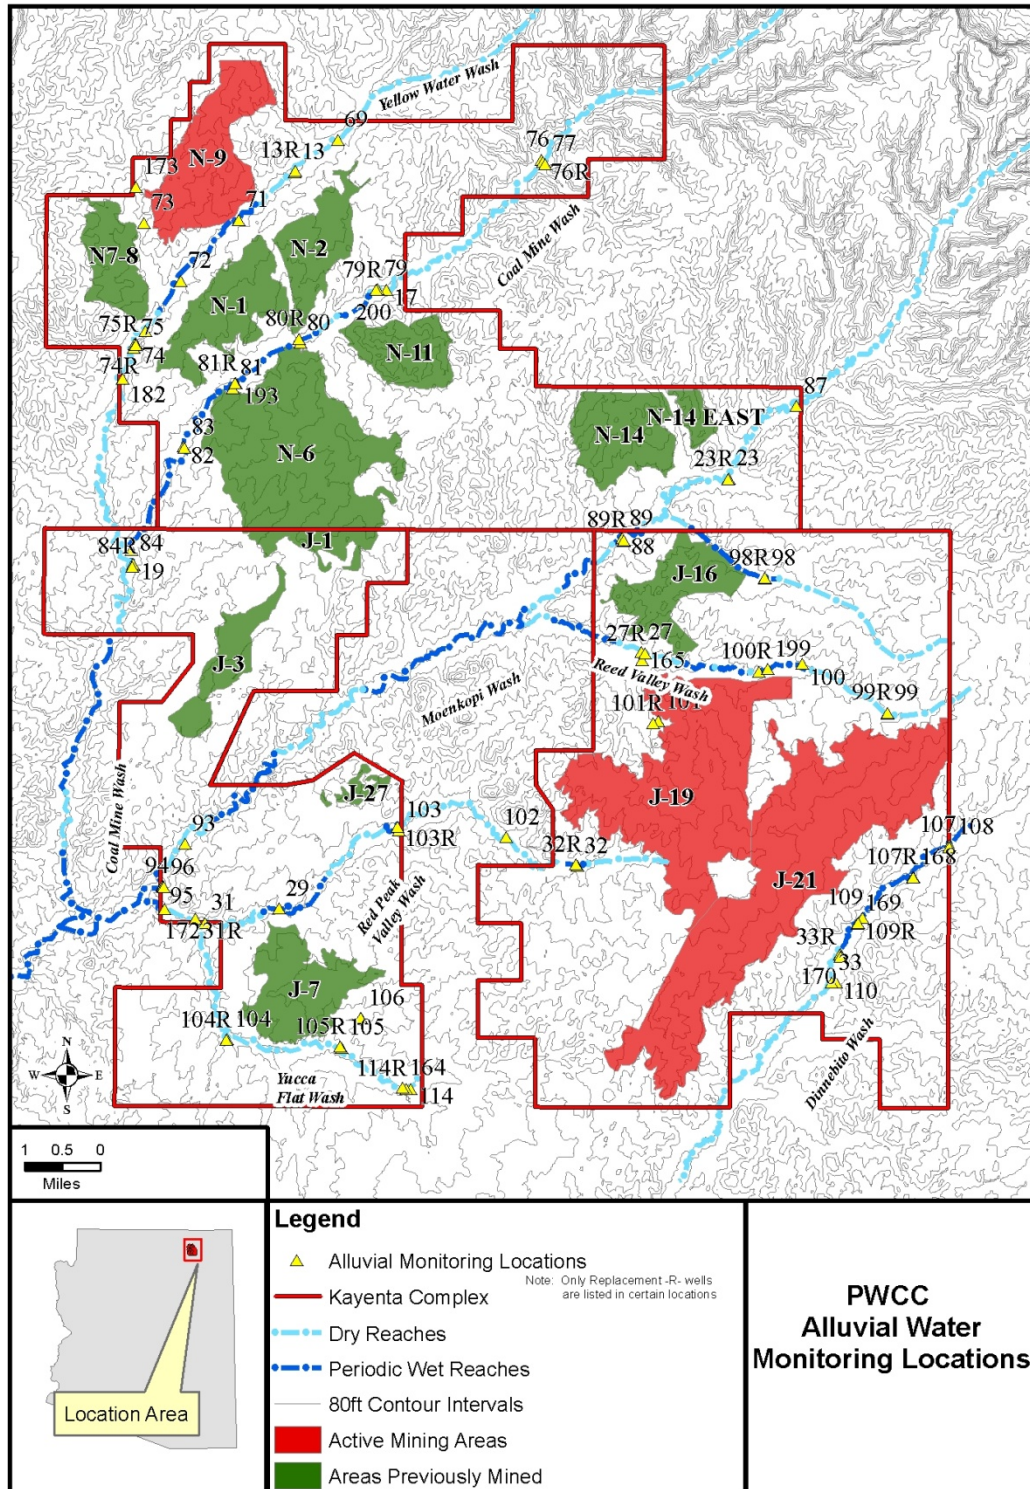 Yellow Water Wash
69
13R 13
76
77
76R
N-9
173
73
71
N7-8
N-2
Coal Mine Wash
72
79R 79
N-1
17
200
75R 75
80R 80
74
N-11
74R
81R
81
182
193
87
N-14 EAST
N-14
83
82
N-6
23R 23
89R 89
88
J-1
84R 84
19
98R 98
J-16
27R 27
165
100R 199
100
Reed Valley Wash
J-3
Moenkopi Wash
99R 99
101R 101
J-19
J-27
Coal Mine Wash
93
103
103R
102
32R 32
107
108
107R 168
J-21
94 96
95
31
29
109
169
109R
172 31R
Red Peak
Valley Wash
33R
33
170
110
J-7
106
104R 104
105R 105
114R 164
114
Yucca
Flat Wash
Dinnebito Wash
N
W E
S
1 0.5 0
Miles
Legend
Alluvial Monitoring Locations
Note: Only Replacement -R- wells
are listed in certain locations
Kayenta Complex
Dry Reaches
Periodic Wet Reaches
80ft Contour Intervals
Active Mining Areas
Areas Previously Mined
Location Area
PWCC
Alluvial Water
Monitoring Locations